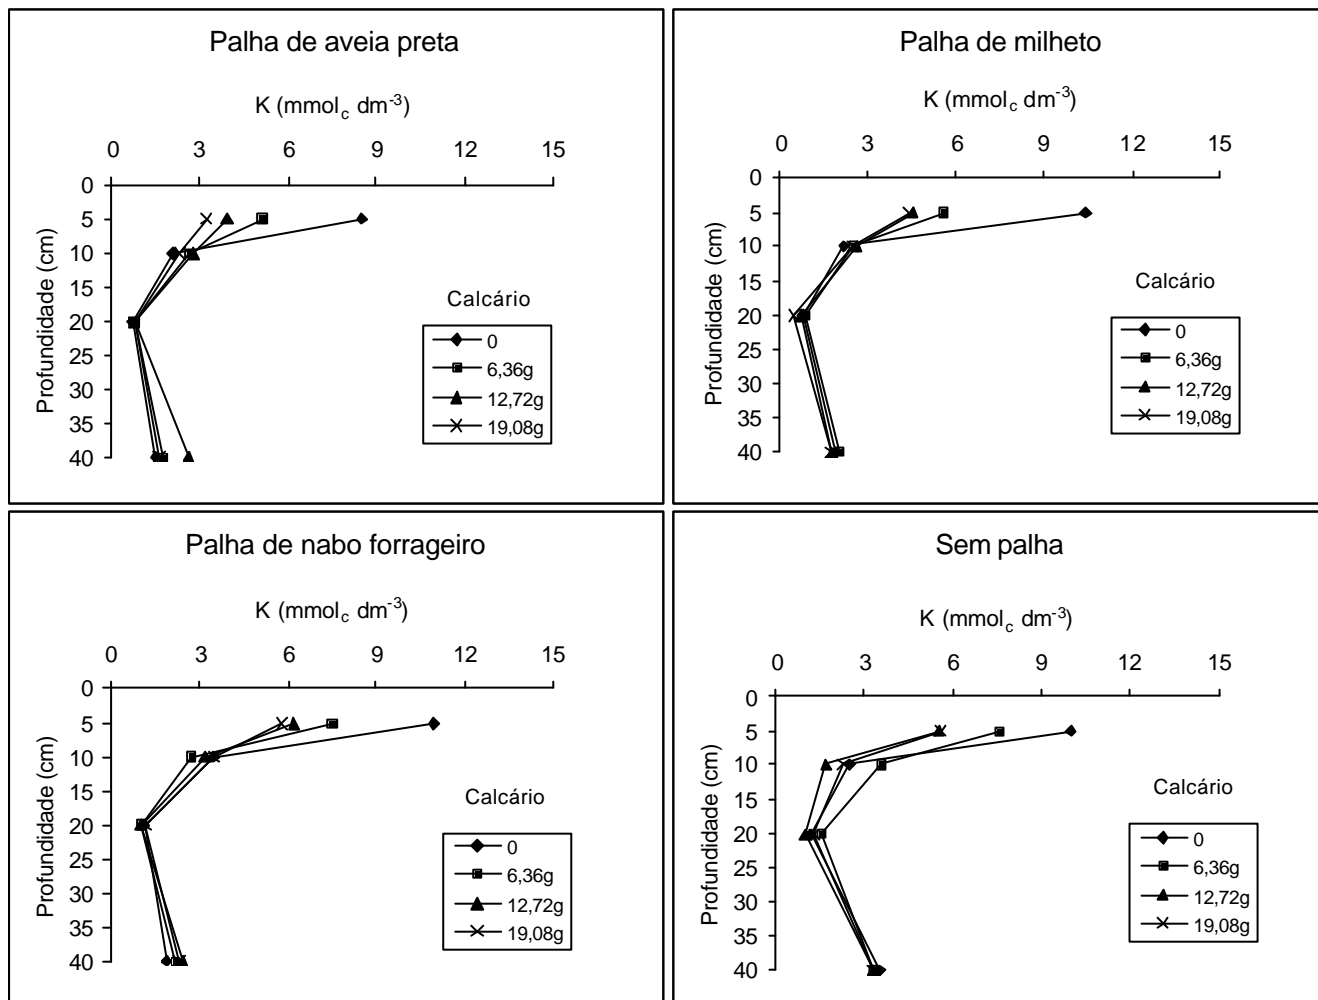 Palha de aveia preta
K (mmol_c dm^-3)
0 3 6 9 12 15
0
5
10
15
20
25
30
35
40
Profundidade (cm)
Calcário
0
6,36g
12,72g
19,08g
Palha de milheto
K (mmol_c dm^-3)
0 3 6 9 12 15
0
5
10
15
20
25
30
35
40
Profundidade (cm)
Calcário
0
6,36g
12,72g
19,08g
Palha de nabo forrageiro
K (mmol_c dm^-3)
0 3 6 9 12 15
0
5
10
15
20
25
30
35
40
Profundidade (cm)
Calcário
0
6,36g
12,72g
19,08g
Sem palha
K (mmol_c dm^-3)
0 3 6 9 12 15
0
5
10
15
20
25
30
35
40
Profundidade (cm)
Calcário
0
6,36g
12,72g
19,08g